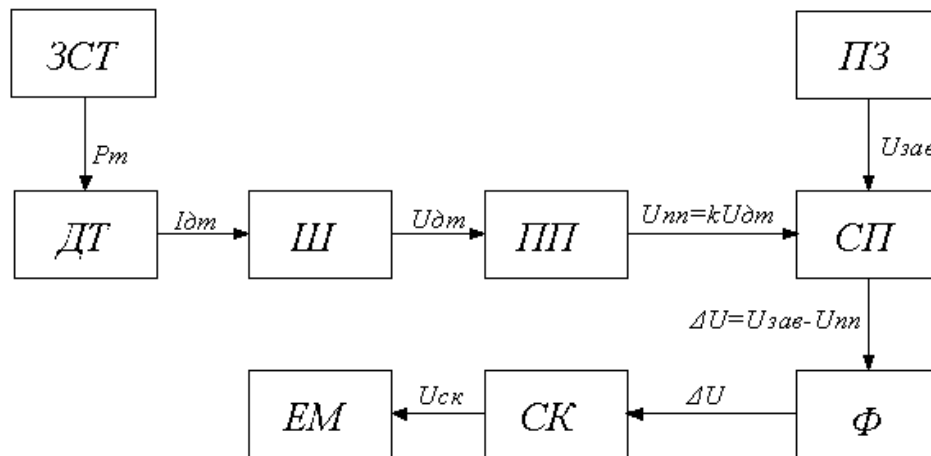 ЗСТ
ПЗ
Pт
Uзав
ДТ
Iдт
Ш
Uдт
ПП
Uпп=kUдт
СП
ΔU=Uзав-Uпп
ЕМ
Uск
СК
ΔU
Ф